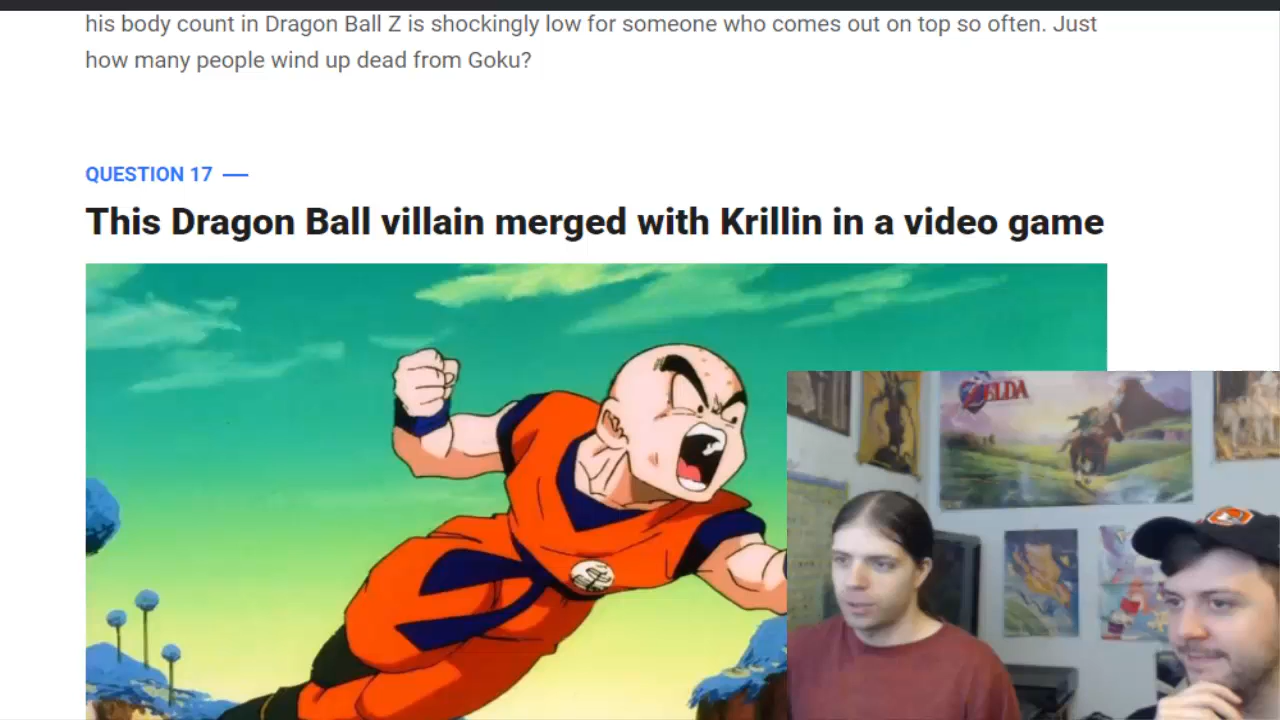 his body count in Dragon Ball Z is shockingly low for someone who comes out on top so often. Just
how many people wind up dead from Goku?
QUESTION 17
This Dragon Ball villain merged with Krillin in a video game
ZELDA